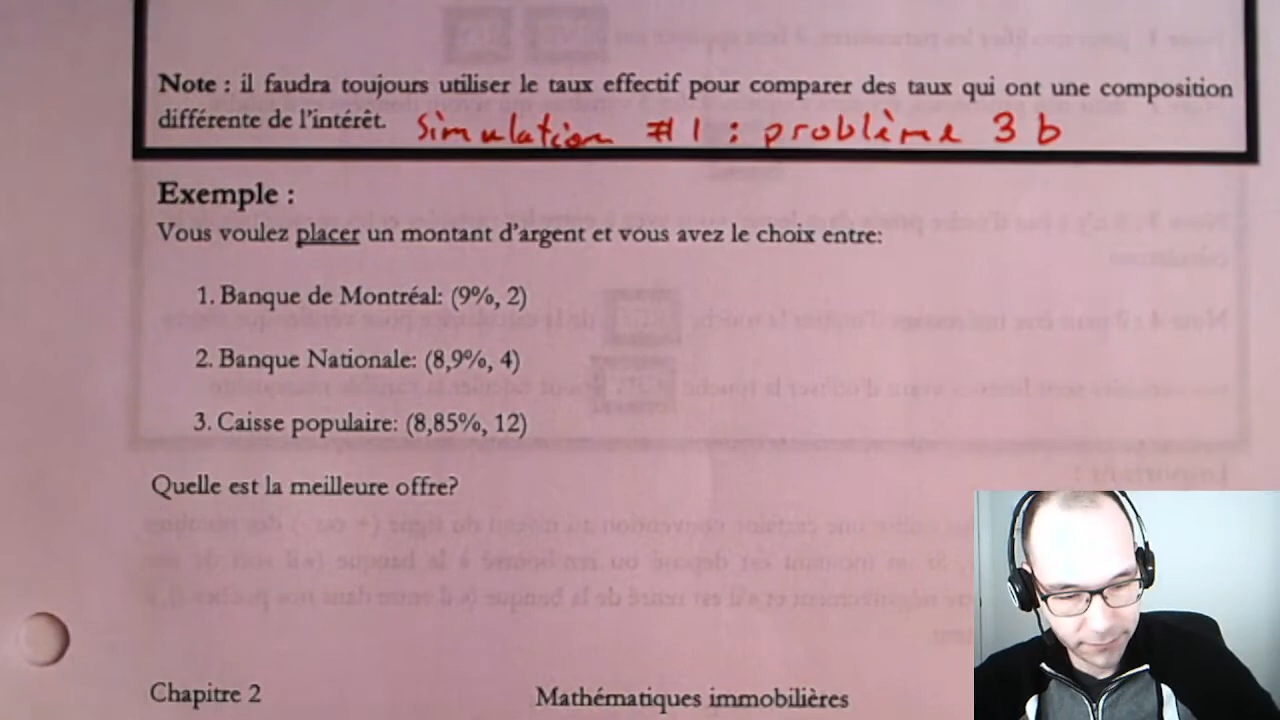 Note : il faudra toujours utiliser le taux effectif pour comparer des taux qui ont une composition
différente de l'intérêt. Simulation #1 : problème 3 b
Exemple :
Vous voulez placer un montant d'argent et vous avez le choix entre:
1. Banque de Montréal: (9%, 2)
2. Banque Nationale: (8,9%, 4)
3. Caisse populaire: (8,85%, 12)
Quelle est la meilleure offre?
Chapitre 2
Mathématiques immobilières